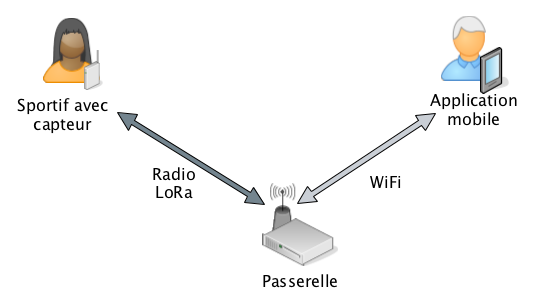 Sportif avec
capteur
Application
mobile
Radio
LoRa
WiFi
Passerelle